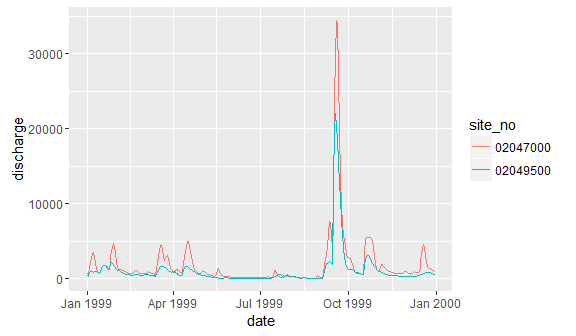 30000
20000
10000
0
discharge
Jan 1999
Apr 1999
Jul 1999
Oct 1999
Jan 2000
date
site_no
02047000
02049500